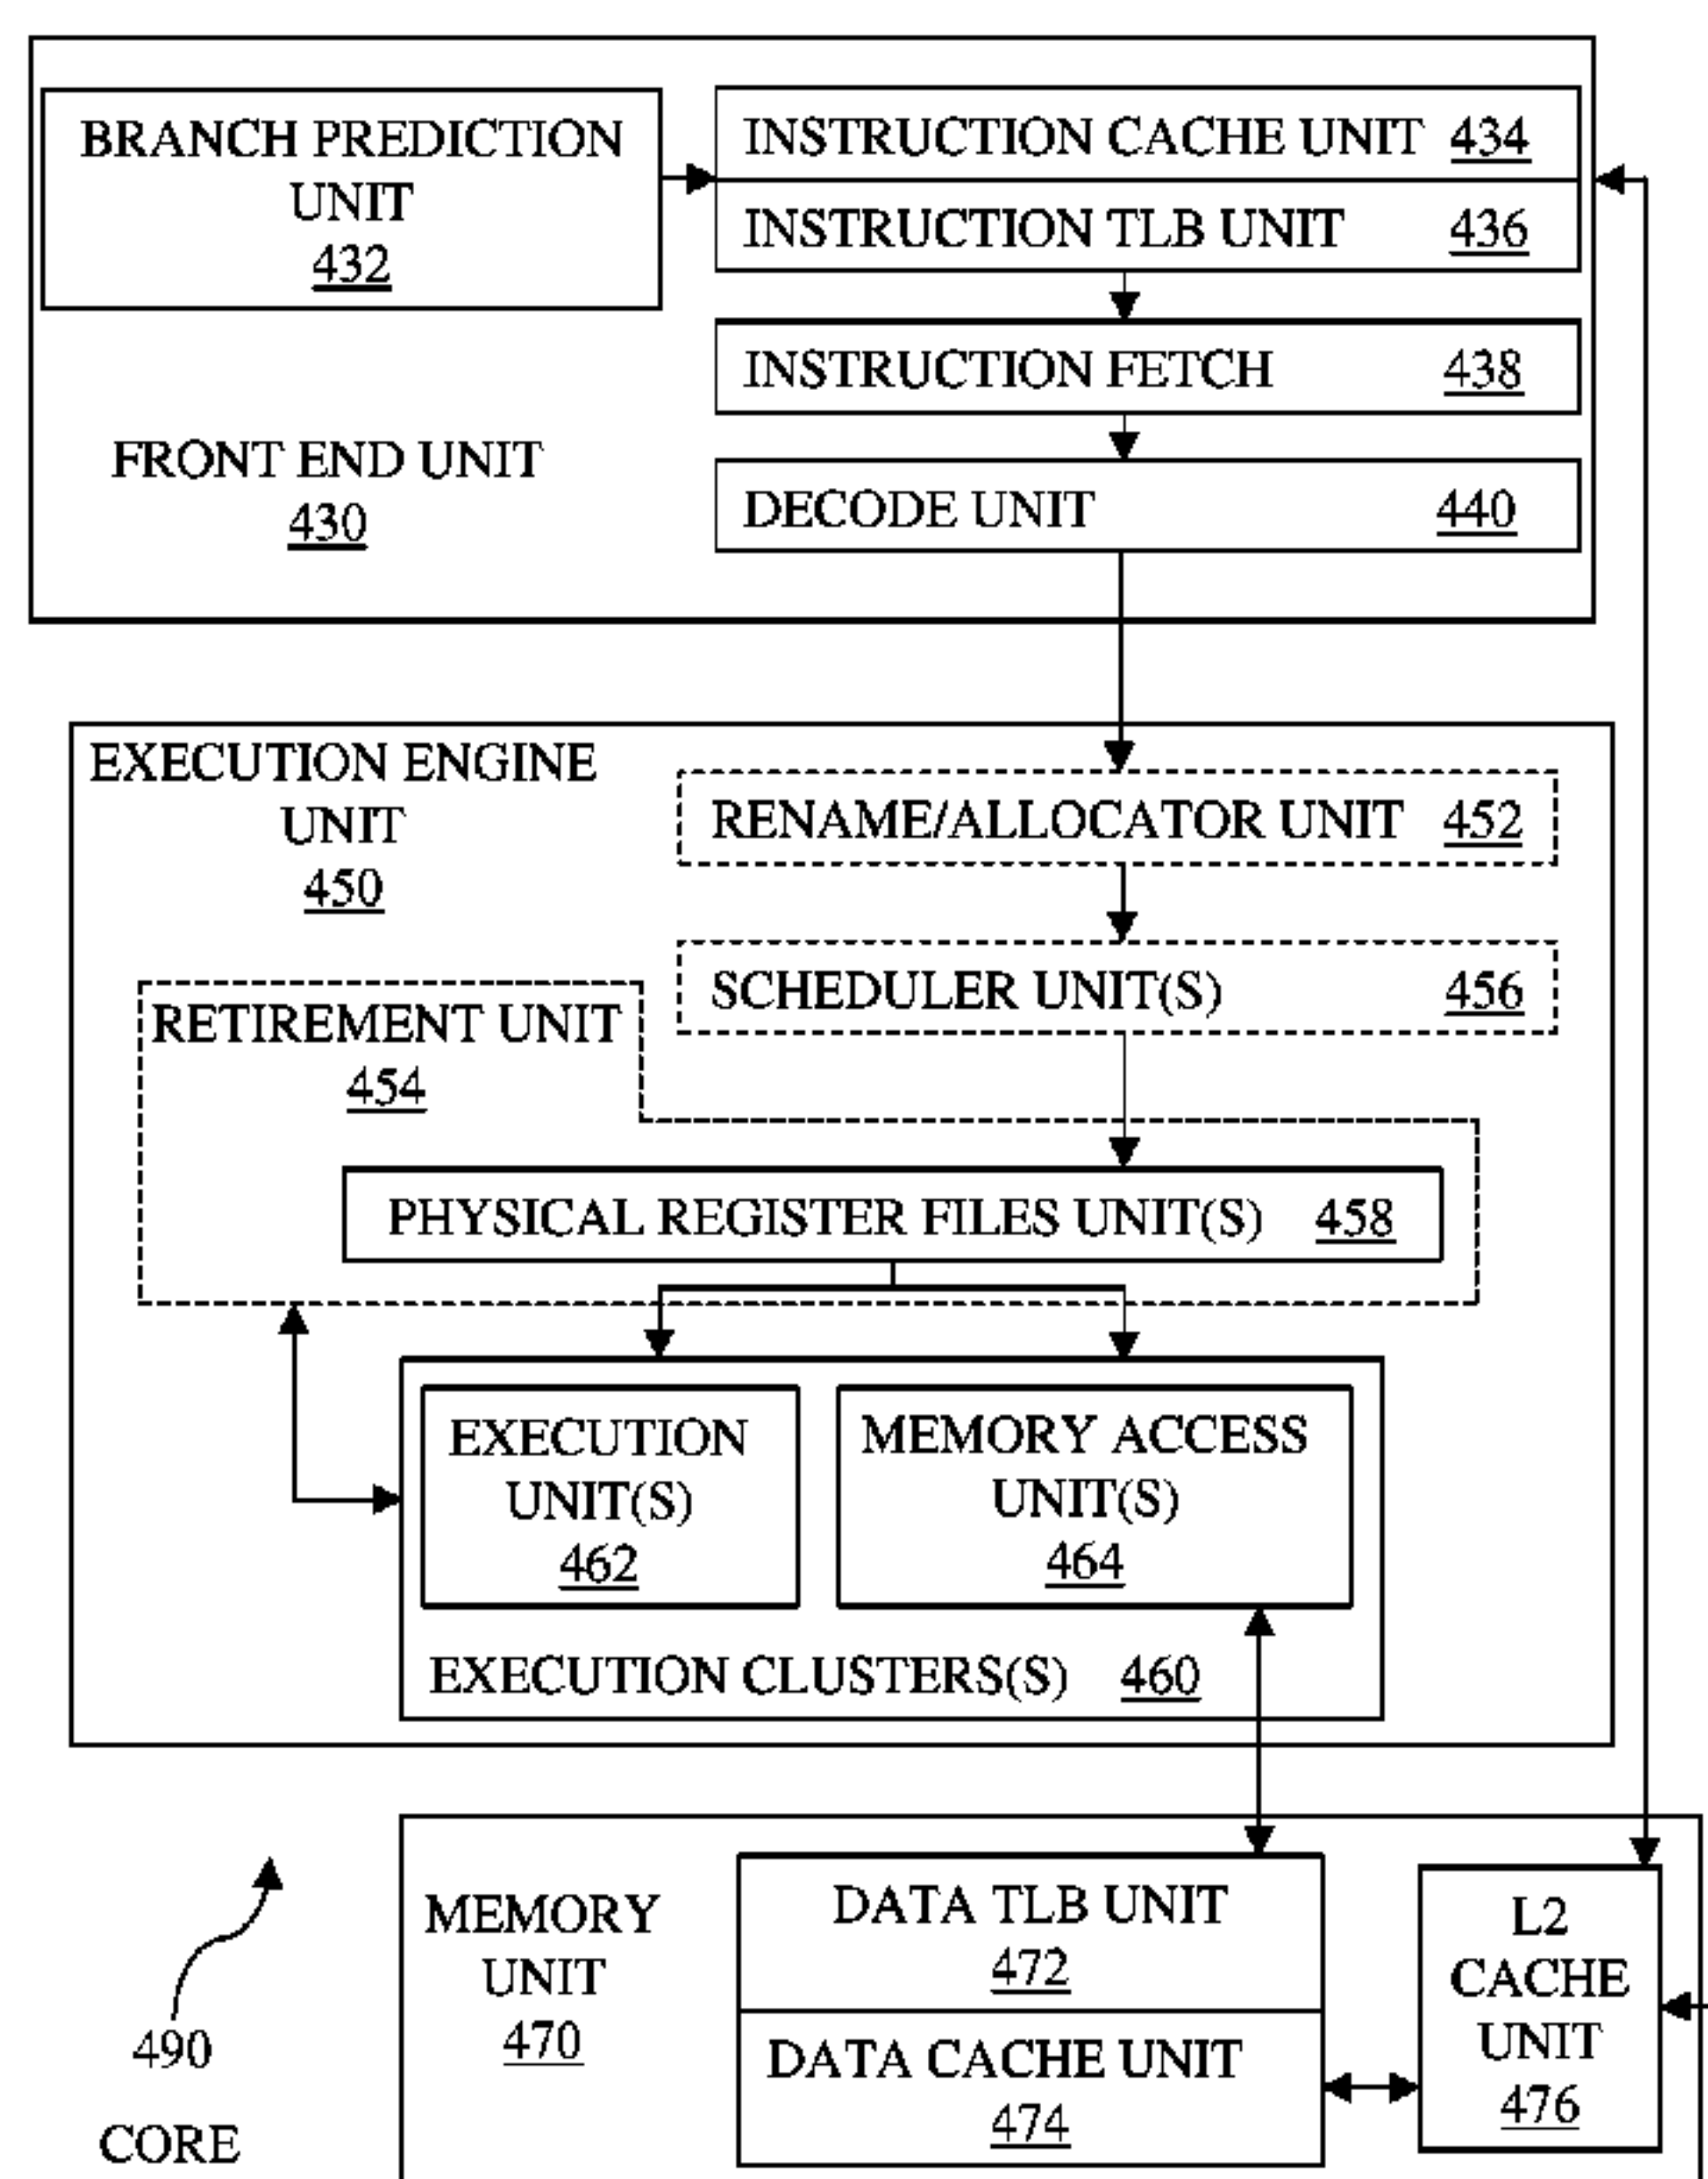 BRANCH PREDICTION
UNIT
432
INSTRUCTION CACHE UNIT 434
INSTRUCTION TLB UNIT 436
INSTRUCTION FETCH 438
DECODE UNIT 440
FRONT END UNIT
430
EXECUTION ENGINE
UNIT
450
RENAME/ALLOCATOR UNIT 452
SCHEDULER UNIT(S) 456
RETIREMENT UNIT
454
PHYSICAL REGISTER FILES UNIT(S) 458
EXECUTION
UNIT(S)
462
MEMORY ACCESS
UNIT(S)
464
EXECUTION CLUSTERS(S) 460
MEMORY
UNIT
470
DATA TLB UNIT
472
DATA CACHE UNIT
474
L2
CACHE
UNIT
476
490
CORE